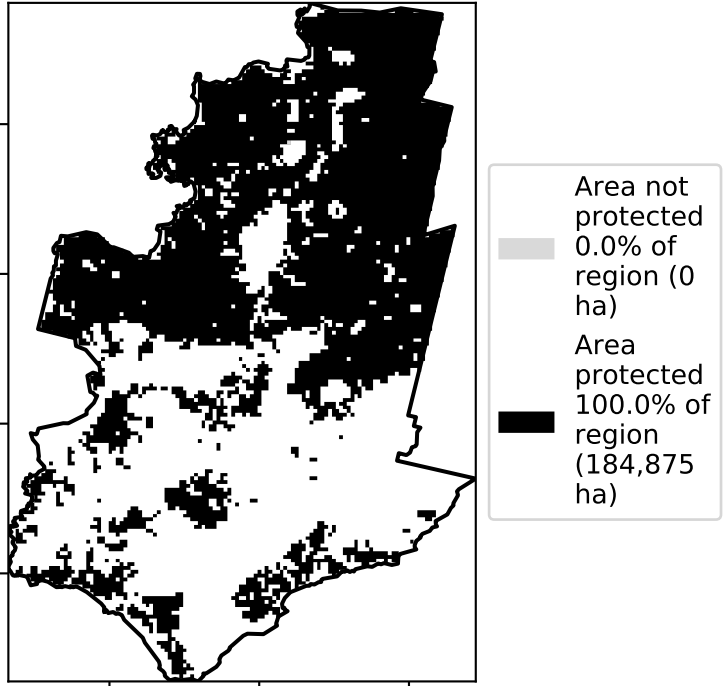 Area not
protected
0.0% of
region (0
ha)
Area
protected
100.0% of
region
(184,875
ha)